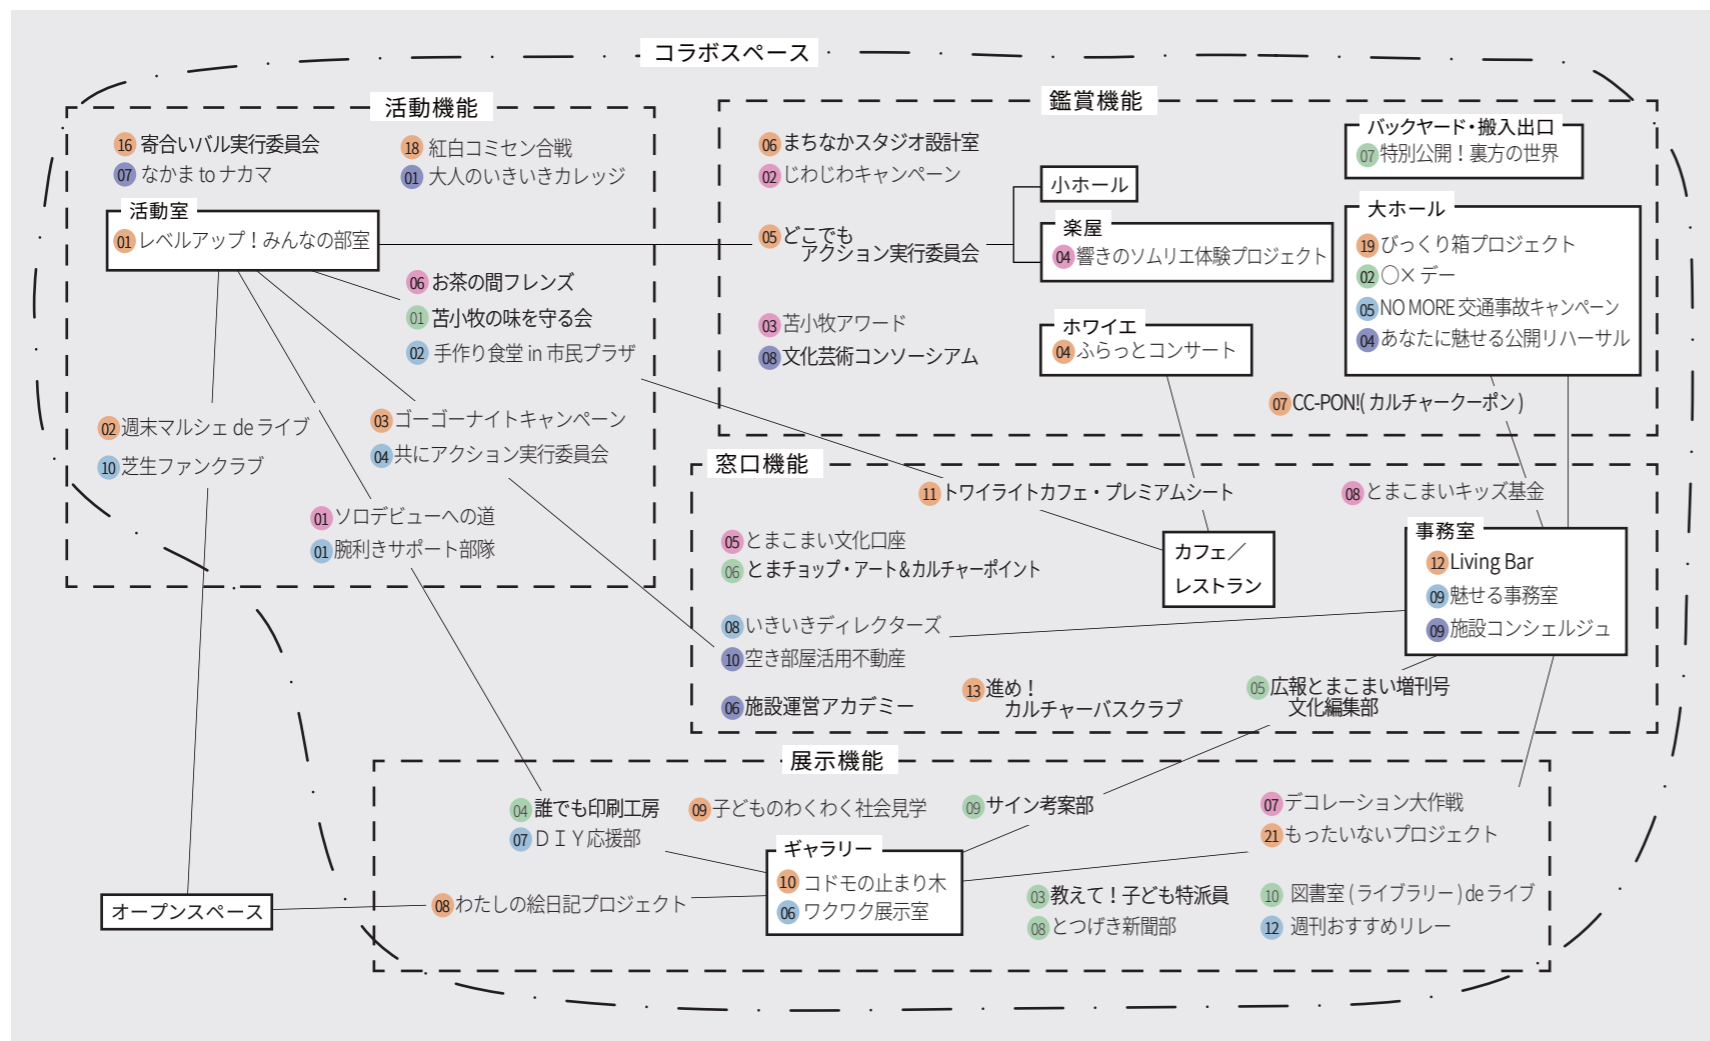 コラボスペース
活動機能
16 寄合いバル実行委員会
07 なかま to ナカマ
18 紅白コミセン合戦
01 大人のいきいきカレッジ
活動室
01 レベルアップ！みんなの部室
06 お茶の間フレンズ
01 苫小牧の味を守る会
02 手作り食堂 in 市民プラザ
02 週末マルシェ de ライブ
10 芝生ファンクラブ
03 ゴーゴーナイトキャンペーン
04 共にアクション実行委員会
01 ソロデビューへの道
01 腕利きサポート部隊
鑑賞機能
06 まちなかスタジオ設計室
02 じわじわキャンペーン
05 どこでも
アクション実行委員会
03 苫小牧アワード
08 文化芸術コンソーシアム
小ホール
楽屋
04 響きのソムリエ体験プロジェクト
ホワイエ
04 ふらっとコンサート
バックヤード・搬入出口
07 特別公開！裏方の世界
大ホール
19 びっくり箱プロジェクト
02 〇× デー
05 NO MORE 交通事故キャンペーン
04 あなたに魅せる公開リハーサル
07 CC-PON!( カルチャークーポン )
窓口機能
11 トワイライトカフェ・プレミアムシート
08 とまこまいキッズ基金
05 とまこまい文化口座
06 とまチョップ・アート＆カルチャーポイント
カフェ／
レストラン
事務室
12 Living Bar
09 魅せる事務室
09 施設コンシェルジュ
08 いきいきディレクターズ
10 空き部屋活用不動産
06 施設運営アカデミー
13 進め！
カルチャーバスクラブ
05 広報とまこまい増刊号
文化編集部
展示機能
04 誰でも印刷工房
07 ＤＩＹ応援部
09 子どものわくわく社会見学
09 サイン考案部
07 デコレーション大作戦
21 もったいないプロジェクト
ギャラリー
10 コドモの止まり木
06 ワクワク展示室
08 わたしの絵日記プロジェクト
03 教えて！子ども特派員
08 とつげき新聞部
10 図書室 ( ライブラリー ) de ライブ
12 週刊おすすめリレー
オープンスペース